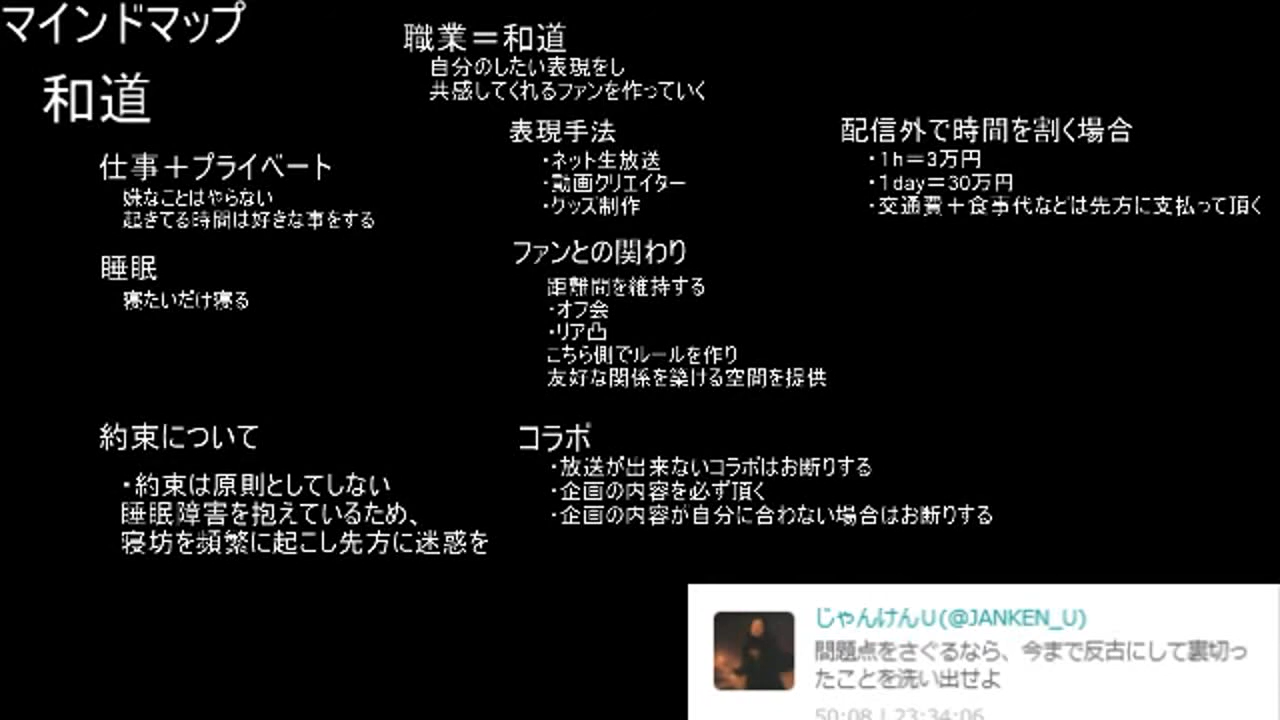 マインドマップ
和道
職業＝和道
自分のしたい表現をし
共感してくれるファンを作っていく
仕事＋プライベート
嫌なことはやらない
起きてる時間は好きな事をする
睡眠
寝たいだけ寝る
表現手法
・ネット生放送
・動画クリエイター
・グッズ制作
配信外で時間を割く場合
・1h＝3万円
・1day＝30万円
・交通費＋食事代などは先方に支払って頂く
ファンとの関わり
距離間を維持する
・オフ会
・リア凸
こちら側でルールを作り
友好な関係を築ける空間を提供
約束について
・約束は原則としてしない
睡眠障害を抱えているため、
寝坊を頻繁に起こし先方に迷惑を
コラボ
・放送が出来ないコラボはお断りする
・企画の内容を必ず頂く
・企画の内容が自分に合わない場合はお断りする
じゃんけんU(@JANKEN_U)
問題点をさぐるなら、今まで反古にして裏切っ
たことを洗い出せよ
50:08 | 23:34:06